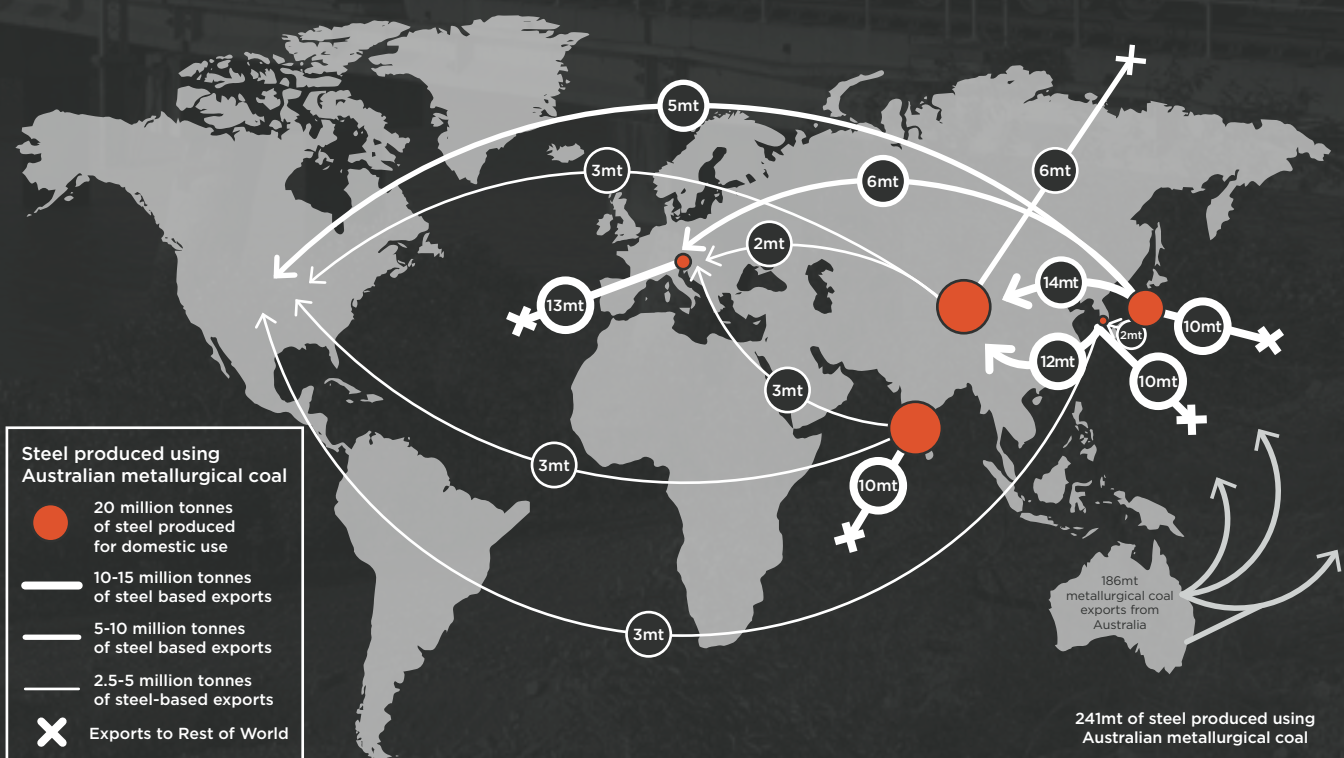 5mt
3mt
6mt
6mt
2mt
14mt
13mt
10mt
2mt
12mt
10mt
3mt
3mt
10mt
3mt
186mt
metallurgical coal
exports from
Australia
Steel produced using
Australian metallurgical coal
20 million tonnes
of steel produced
for domestic use
10-15 million tonnes
of steel based exports
5-10 million tonnes
of steel based exports
2.5-5 million tonnes
of steel-based exports
Exports to Rest of World
241mt of steel produced using
Australian metallurgical coal